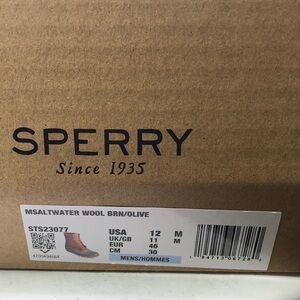 SPERRY
Since 1935
MSALTWATER WOOL BRN/OLIVE
STS23077
USA 12 M
UK/GB 11 M
EUR 46
CM 30
MENS/HOMMES